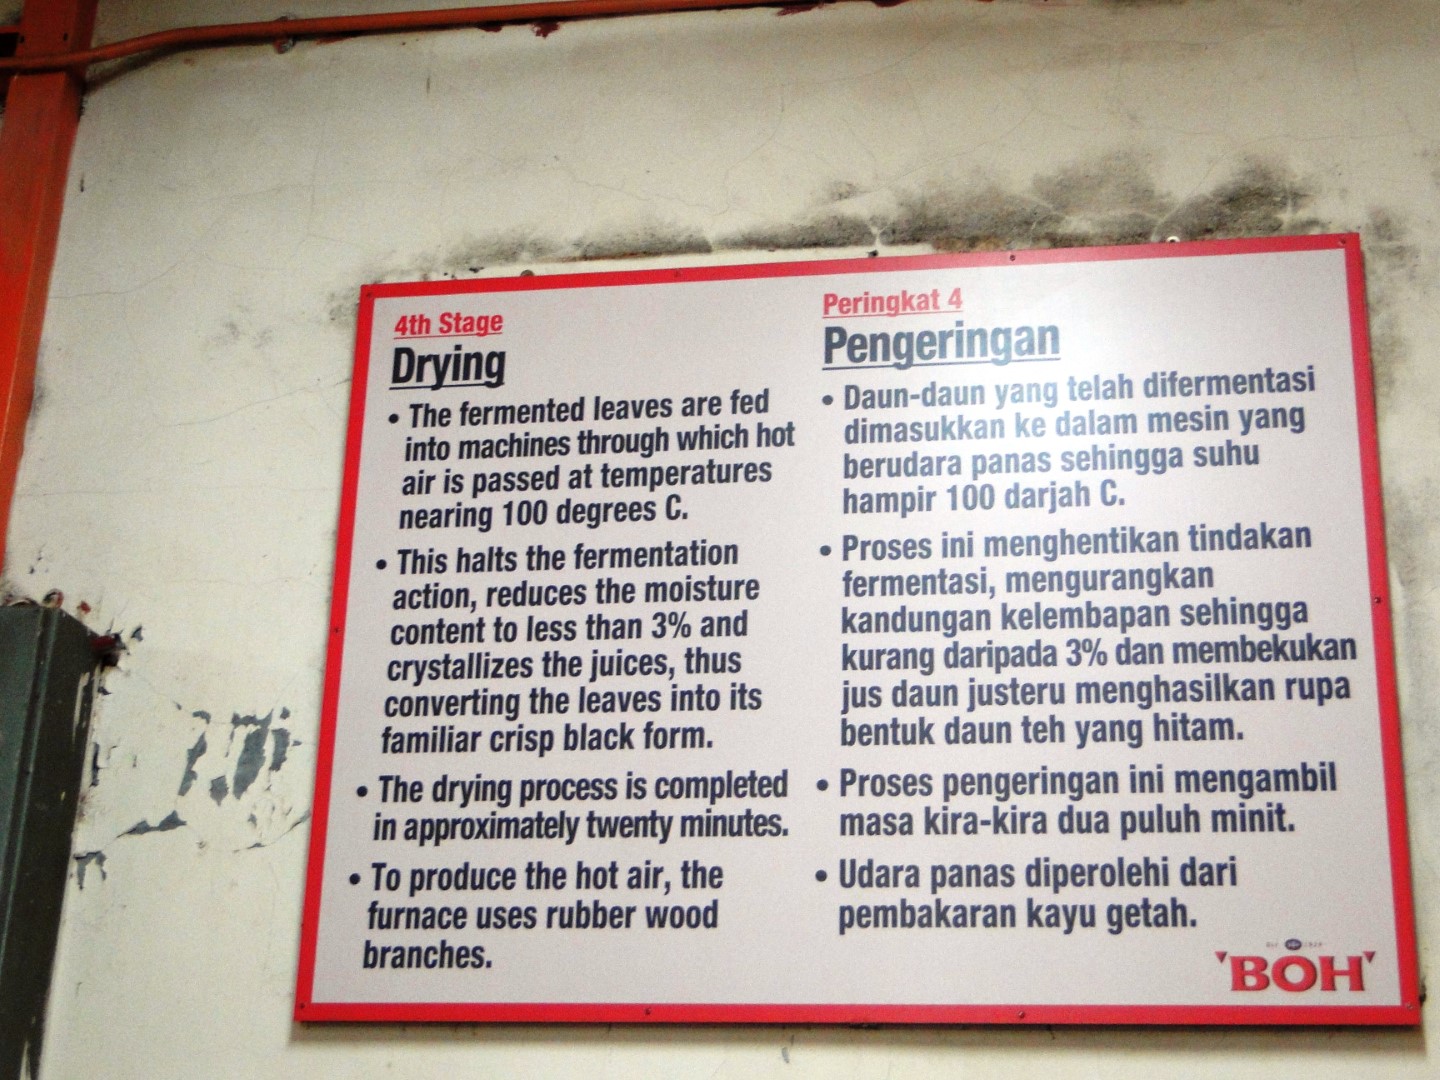 4th Stage
Drying
• The fermented leaves are fed
into machines through which hot
air is passed at temperatures
nearing 100 degrees C.
• This halts the fermentation
action, reduces the moisture
content to less than 3% and
crystallizes the juices, thus
converting the leaves into its
familiar crisp black form.
• The drying process is completed
in approximately twenty minutes.
• To produce the hot air, the
furnace uses rubber wood
branches.
Peringkat 4
Pengeringan
• Daun-daun yang telah difermentasi
dimasukkan ke dalam mesin yang
berudara panas sehingga suhu
hampir 100 darjah C.
• Proses ini menghentikan tindakan
fermentasi, mengurangkan
kandungan kelembapan sehingga
kurang daripada 3% dan membekukan
jus daun justeru menghasilkan rupa
bentuk daun teh yang hitam.
• Proses pengeringan ini mengambil
masa kira-kira dua puluh minit.
• Udara panas diperolehi dari
pembakaran kayu getah.
BOH